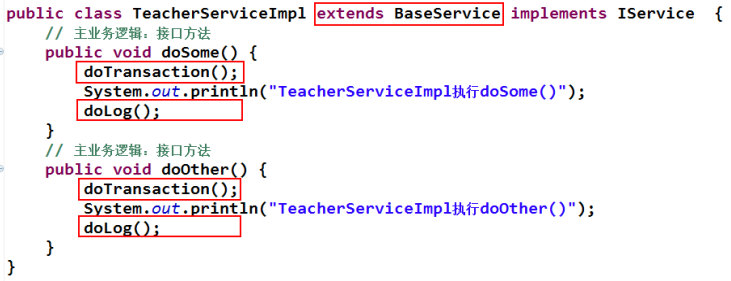 public class TeacherServiceImpl extends BaseService implements IService {
// 主业务逻辑：接口方法
public void doSome() {
doTransaction();
System.out.println("TeacherServiceImpl执行doSome()");
doLog();
}
// 主业务逻辑：接口方法
public void doOther() {
doTransaction();
System.out.println("TeacherServiceImpl执行doOther()");
doLog();
}
}